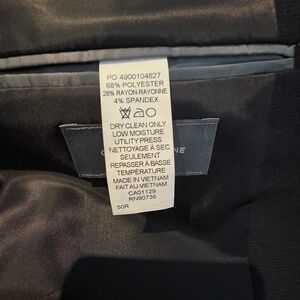 PO 4900104827
68% POLYESTER
28% RAYON-RAYONNE
4% SPANDEX
DRY CLEAN ONLY
LOW MOISTURE
UTILITY PRESS
NETTOYAGE A SEC
SEULEMENT
REPASSER À BASSE
TEMPÉRATURE
MADE IN VIETNAM
FAIT AU VIETNAM
CA01129
RN90736
50R